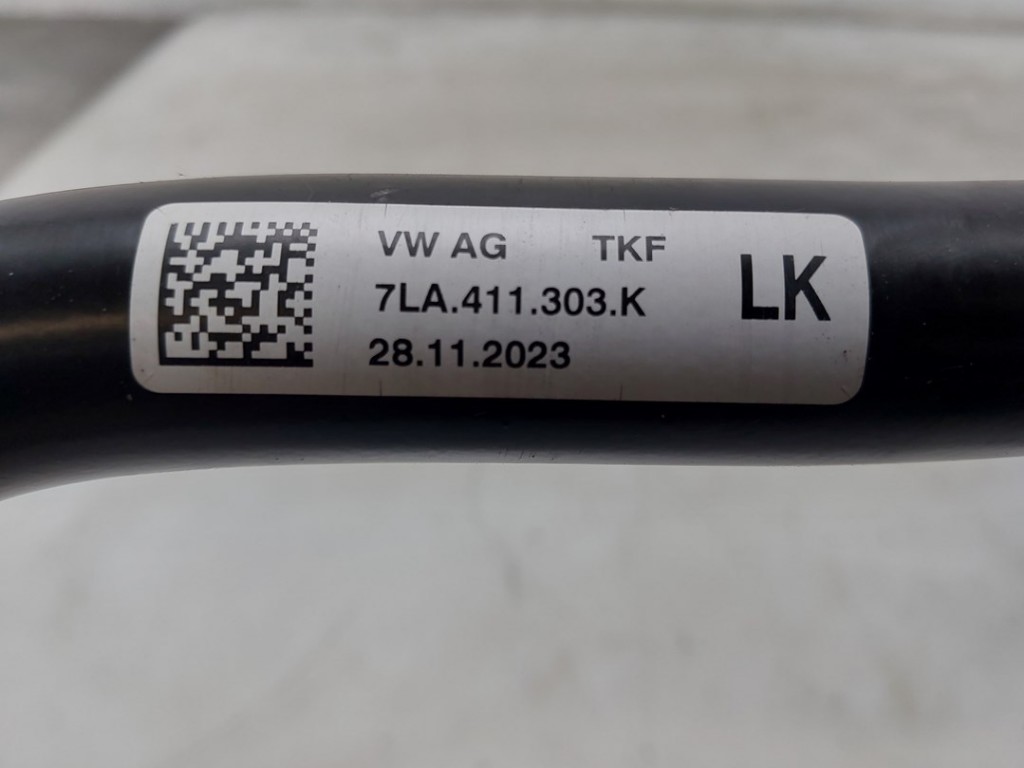 VW AG TKF
7LA.411.303.K
28.11.2023
LK